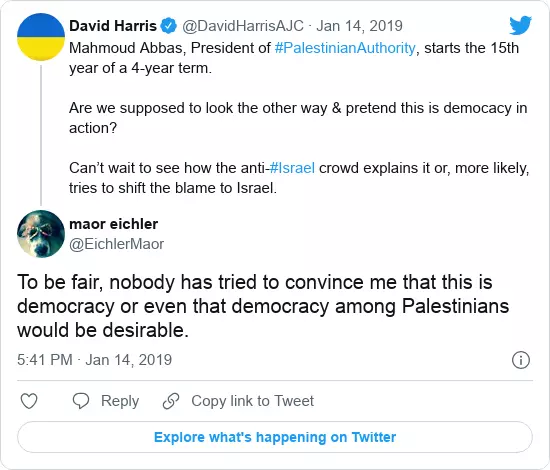 David Harris @DavidHarrisAJC · Jan 14, 2019
Mahmoud Abbas, President of #PalestinianAuthority, starts the 15th
year of a 4-year term.
Are we supposed to look the other way & pretend this is democacy in
action?
Can’t wait to see how the anti-#Israel crowd explains it or, more likely,
tries to shift the blame to Israel.
maor eichler
@EichlerMaor
To be fair, nobody has tried to convince me that this is
democracy or even that democracy among Palestinians
would be desirable.
5:41 PM · Jan 14, 2019
Reply Copy link to Tweet
Explore what's happening on Twitter